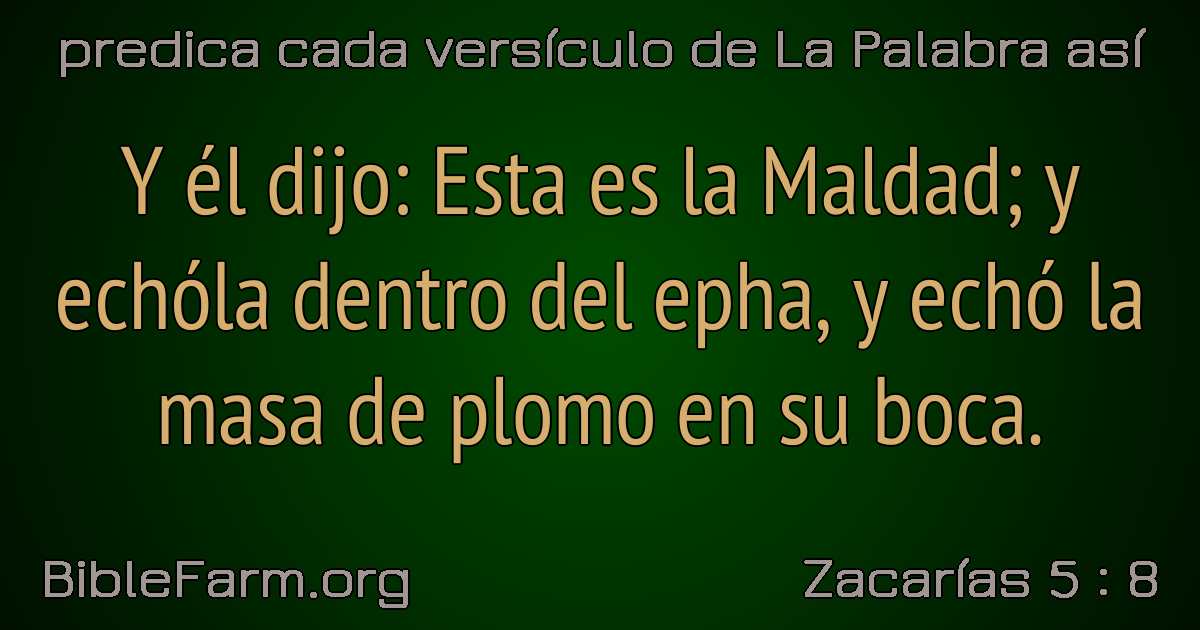 predica cada versículo de La Palabra así
Y él dijo: Esta es la Maldad; y
echóla dentro del epha, y echó la
masa de plomo en su boca.
BibleFarm.org
Zacarías 5 : 8